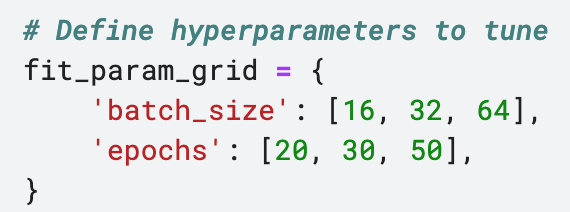 # Define hyperparameters to tune
fit_param_grid = {
    'batch_size': [16, 32, 64],
    'epochs': [20, 30, 50],
}